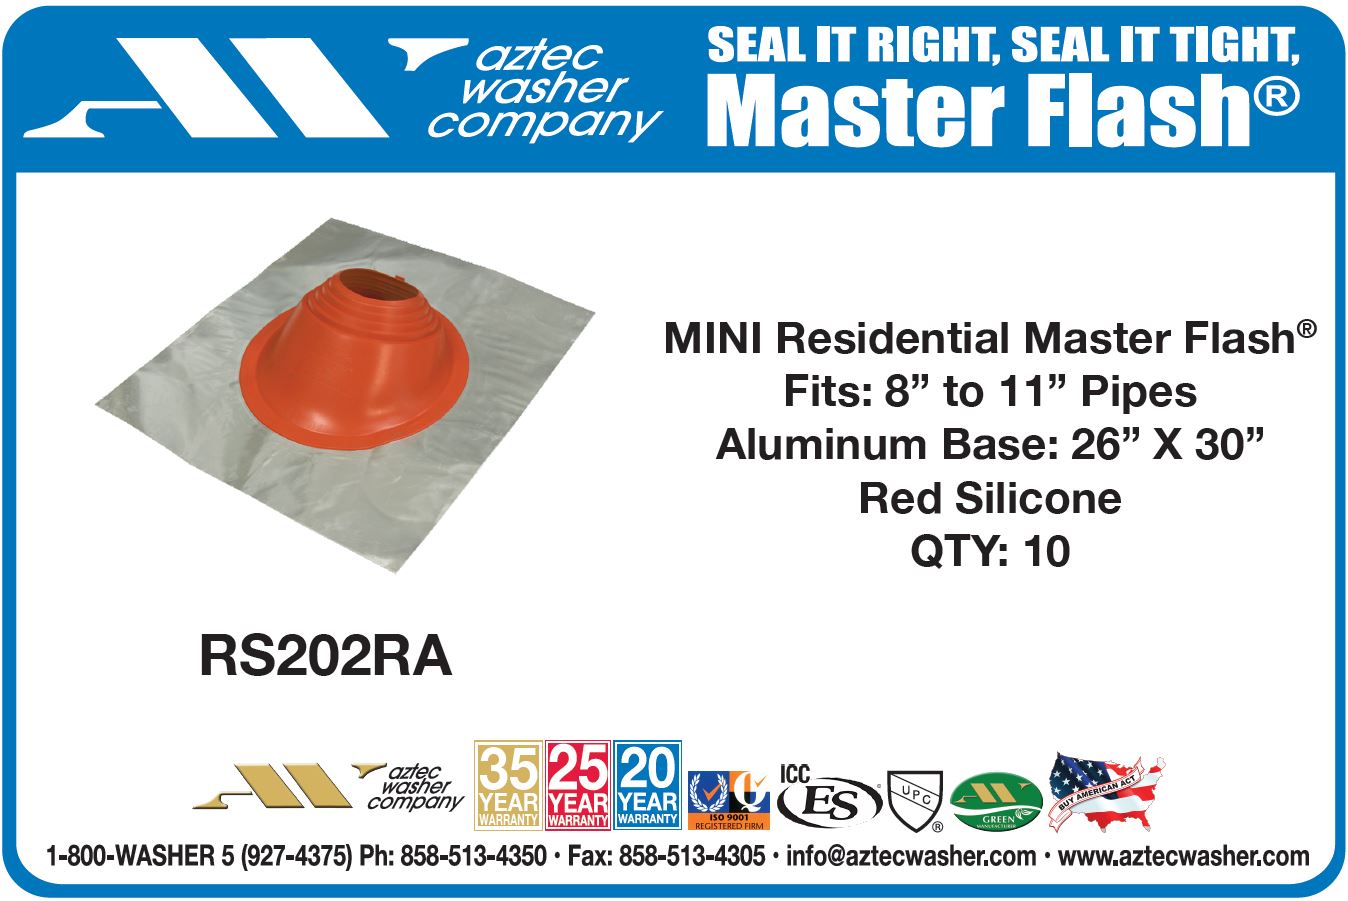 aztec
washer
company
SEAL IT RIGHT, SEAL IT TIGHT,
Master Flash®
MINI Residential Master Flash®
Fits: 8” to 11” Pipes
Aluminum Base: 26” X 30”
Red Silicone
QTY: 10
RS202RA
aztec
washer
company
35
YEAR
WARRANTY
25
YEAR
WARRANTY
20
YEAR
WARRANTY
ISO 9001
REGISTERED FIRM
ICC
ES®
UPC
®
GREEN
MANUFACTURER
BUY AMERICAN ACT
1-800-WASHER 5 (927-4375) Ph: 858-513-4350 • Fax: 858-513-4305 • info@aztecwasher.com • www.aztecwasher.com